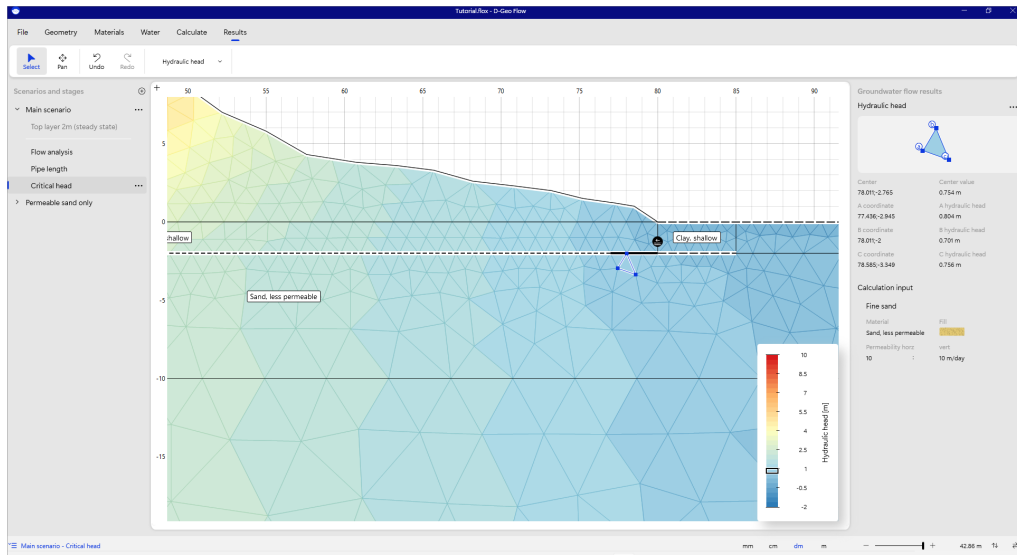 Tutorial.flox - D-Geo Flow
File Geometry Materials Water Calculate Results
Select Pan Undo Redo Hydraulic head
Scenarios and stages
Main scenario
Top layer 2m (steady state)
Flow analysis
Pipe length
Critical head
Permeable sand only
50 55 60 65 70 75 80 85 90
5
0
-5
-10
-15
shallow
Clay, shallow
Sand, less permeable
10
8.5
7
5.5
4
2.5
1
-0.5
-2
Hydraulic head [m]
Groundwater flow results
Hydraulic head
Center Center value
78.011;-2.765 0.754 m
A coordinate A hydraulic head
77.436;-2.945 0.804 m
B coordinate B hydraulic head
78.011;-2 0.701 m
C coordinate C hydraulic head
78.585;-3.349 0.756 m
Calculation input
Fine sand
Material Fill
Sand, less permeable
Permeability horz vert
10 10 m/day
Main scenario - Critical head
mm cm dm m
42.86 m